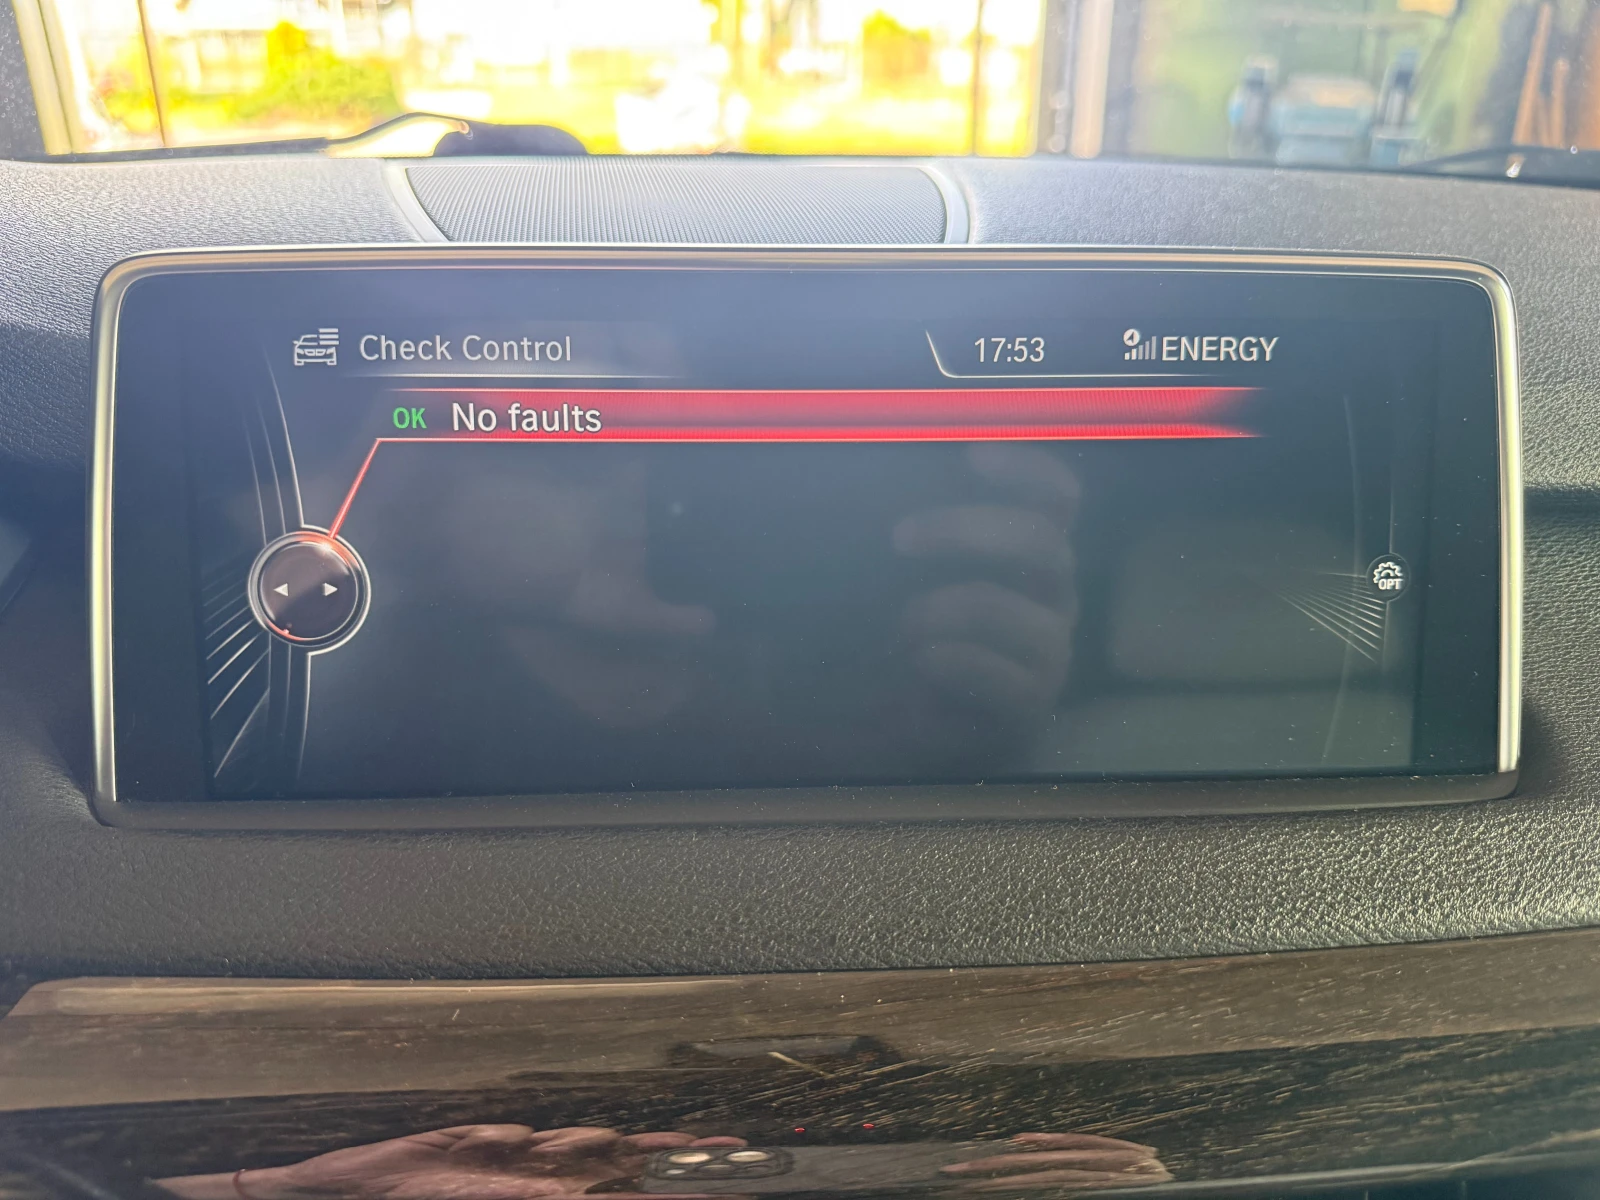 Check Control
17:53
ENERGY
OK No faults
OPT